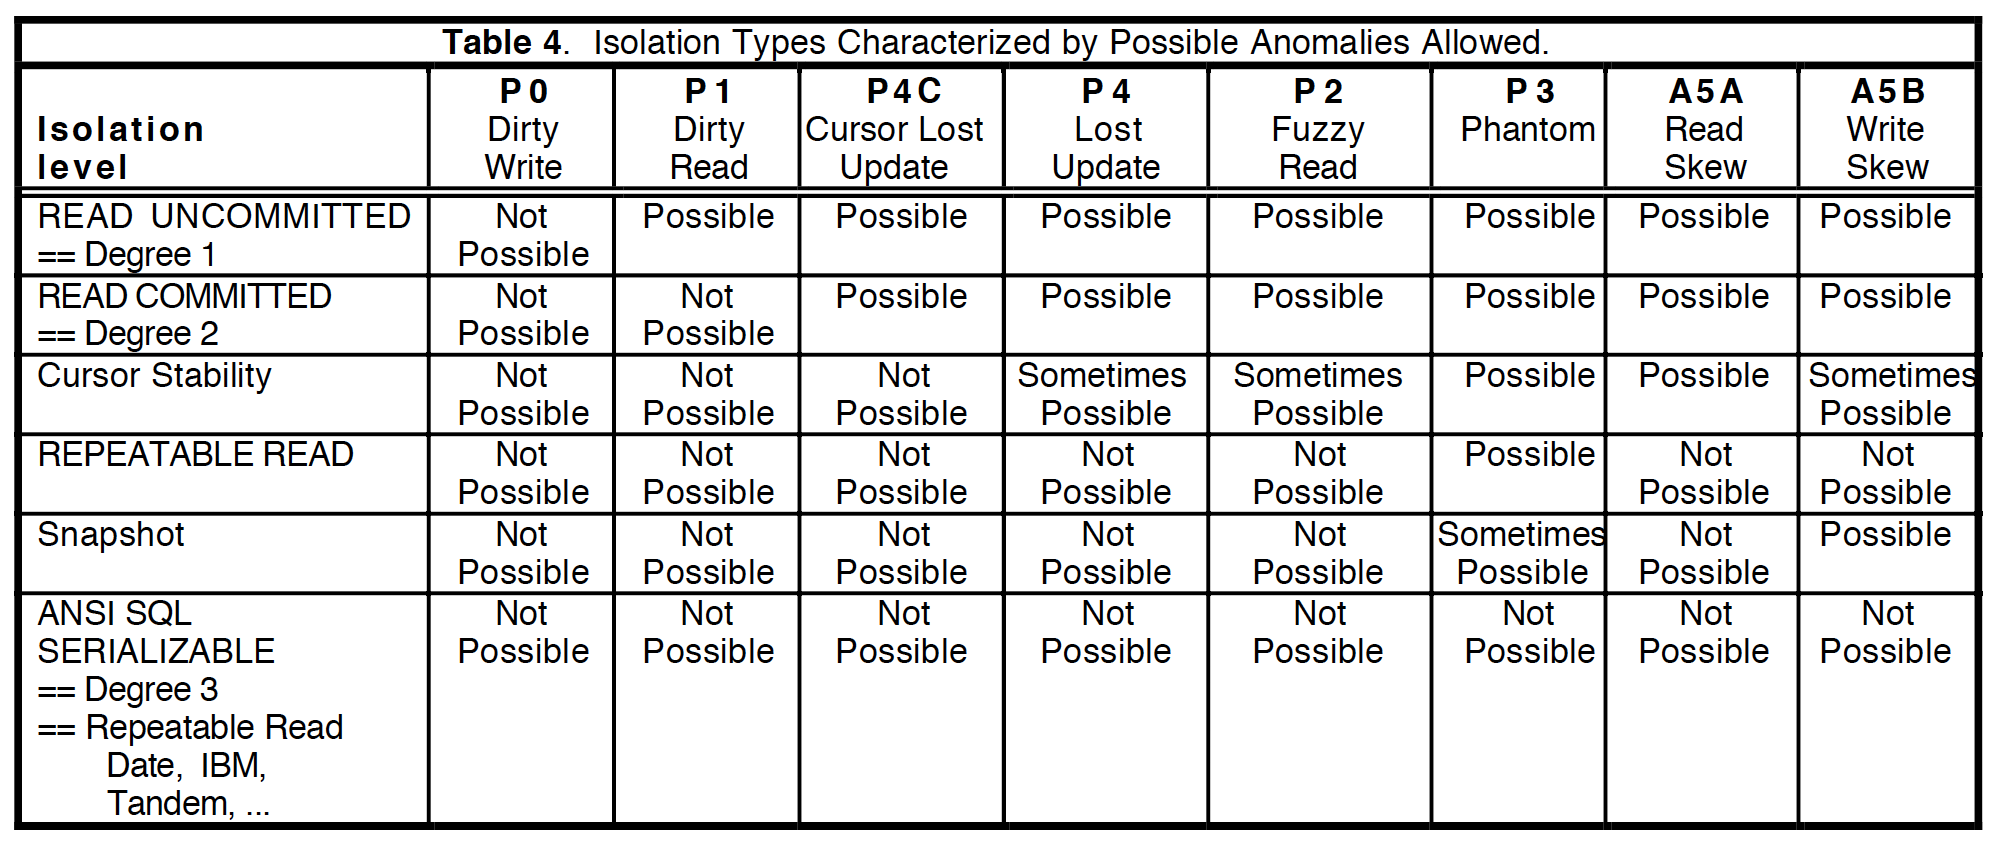 Table 4. Isolation Types Characterized by Possible Anomalies Allowed.
Isolation level | P0 Dirty Write | P1 Dirty Read | P4C Cursor Lost Update | P4 Lost Update | P2 Fuzzy Read | P3 Phantom | A5A Read Skew | A5B Write Skew
READ UNCOMMITTED == Degree 1 | Not Possible | Possible | Possible | Possible | Possible | Possible | Possible | Possible
READ COMMITTED == Degree 2 | Not Possible | Not Possible | Possible | Possible | Possible | Possible | Possible | Possible
Cursor Stability | Not Possible | Not Possible | Not Possible | Sometimes Possible | Sometimes Possible | Possible | Possible | Sometimes Possible
REPEATABLE READ | Not Possible | Not Possible | Not Possible | Not Possible | Not Possible | Possible | Not Possible | Not Possible
Snapshot | Not Possible | Not Possible | Not Possible | Not Possible | Not Possible | Sometimes Possible | Not Possible | Possible
ANSI SQL SERIALIZABLE == Degree 3 == Repeatable Read Date, IBM, Tandem, ... | Not Possible | Not Possible | Not Possible | Not Possible | Not Possible | Not Possible | Not Possible | Not Possible